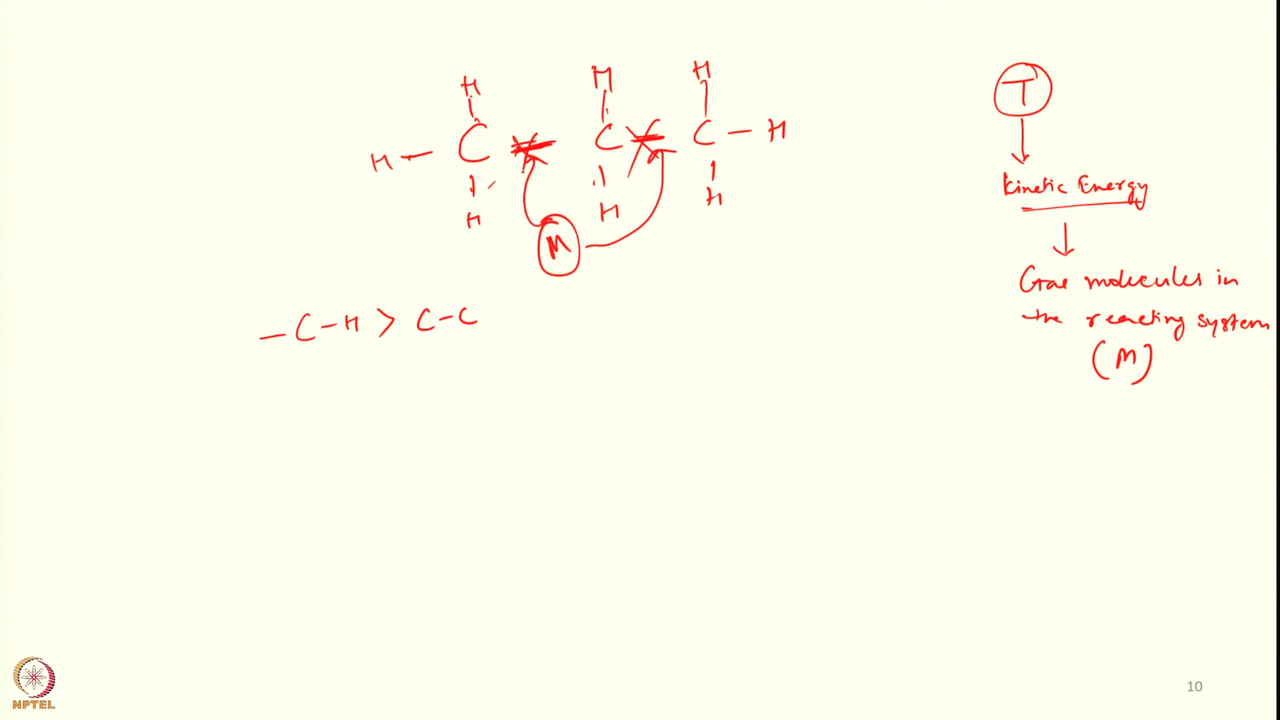 H H H
H — C C C — H
H H H
M
— C – H > C – C
T
Kinetic Energy
Gas molecules in
the reacting system
(M)
NPTEL
10